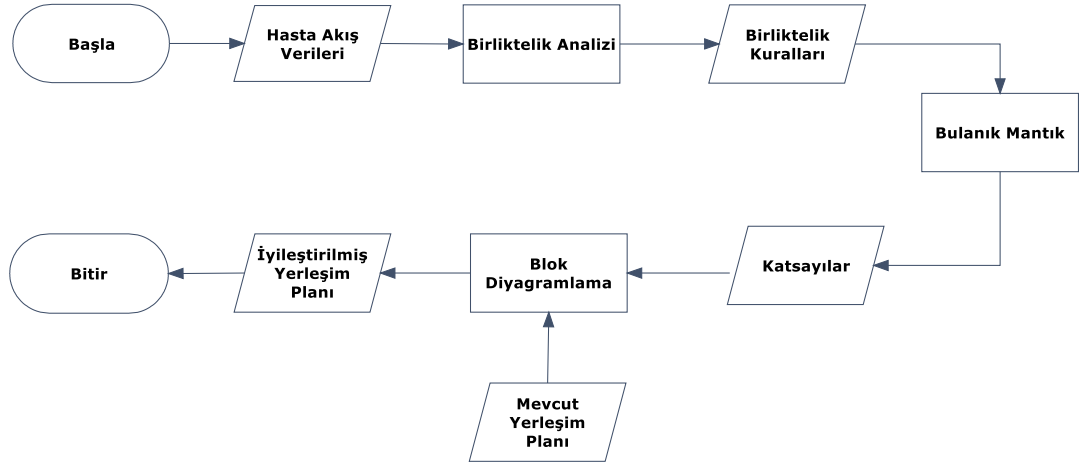 Başla
Hasta Akış
Verileri
Birliktelik Analizi
Birliktelik
Kuralları
Bulanık Mantık
Katsayılar
Blok
Diyagramlama
İyileştirilmiş
Yerleşim
Planı
Bitir
Mevcut
Yerleşim
Planı